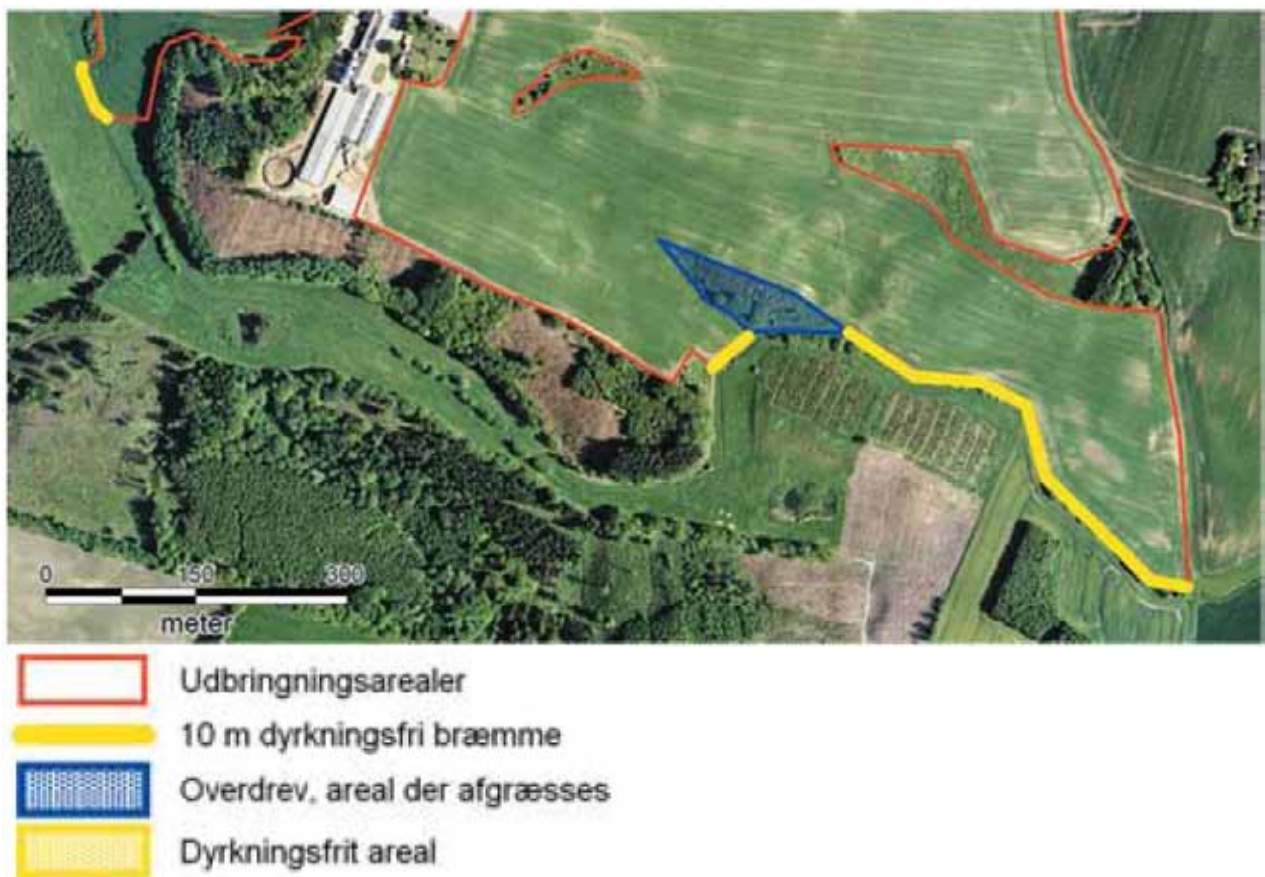 0 150 300
meter
Udbringningsarealer
10 m dyrkningsfri bræmme
Overdrev, areal der afgræsses
Dyrkningsfrit areal